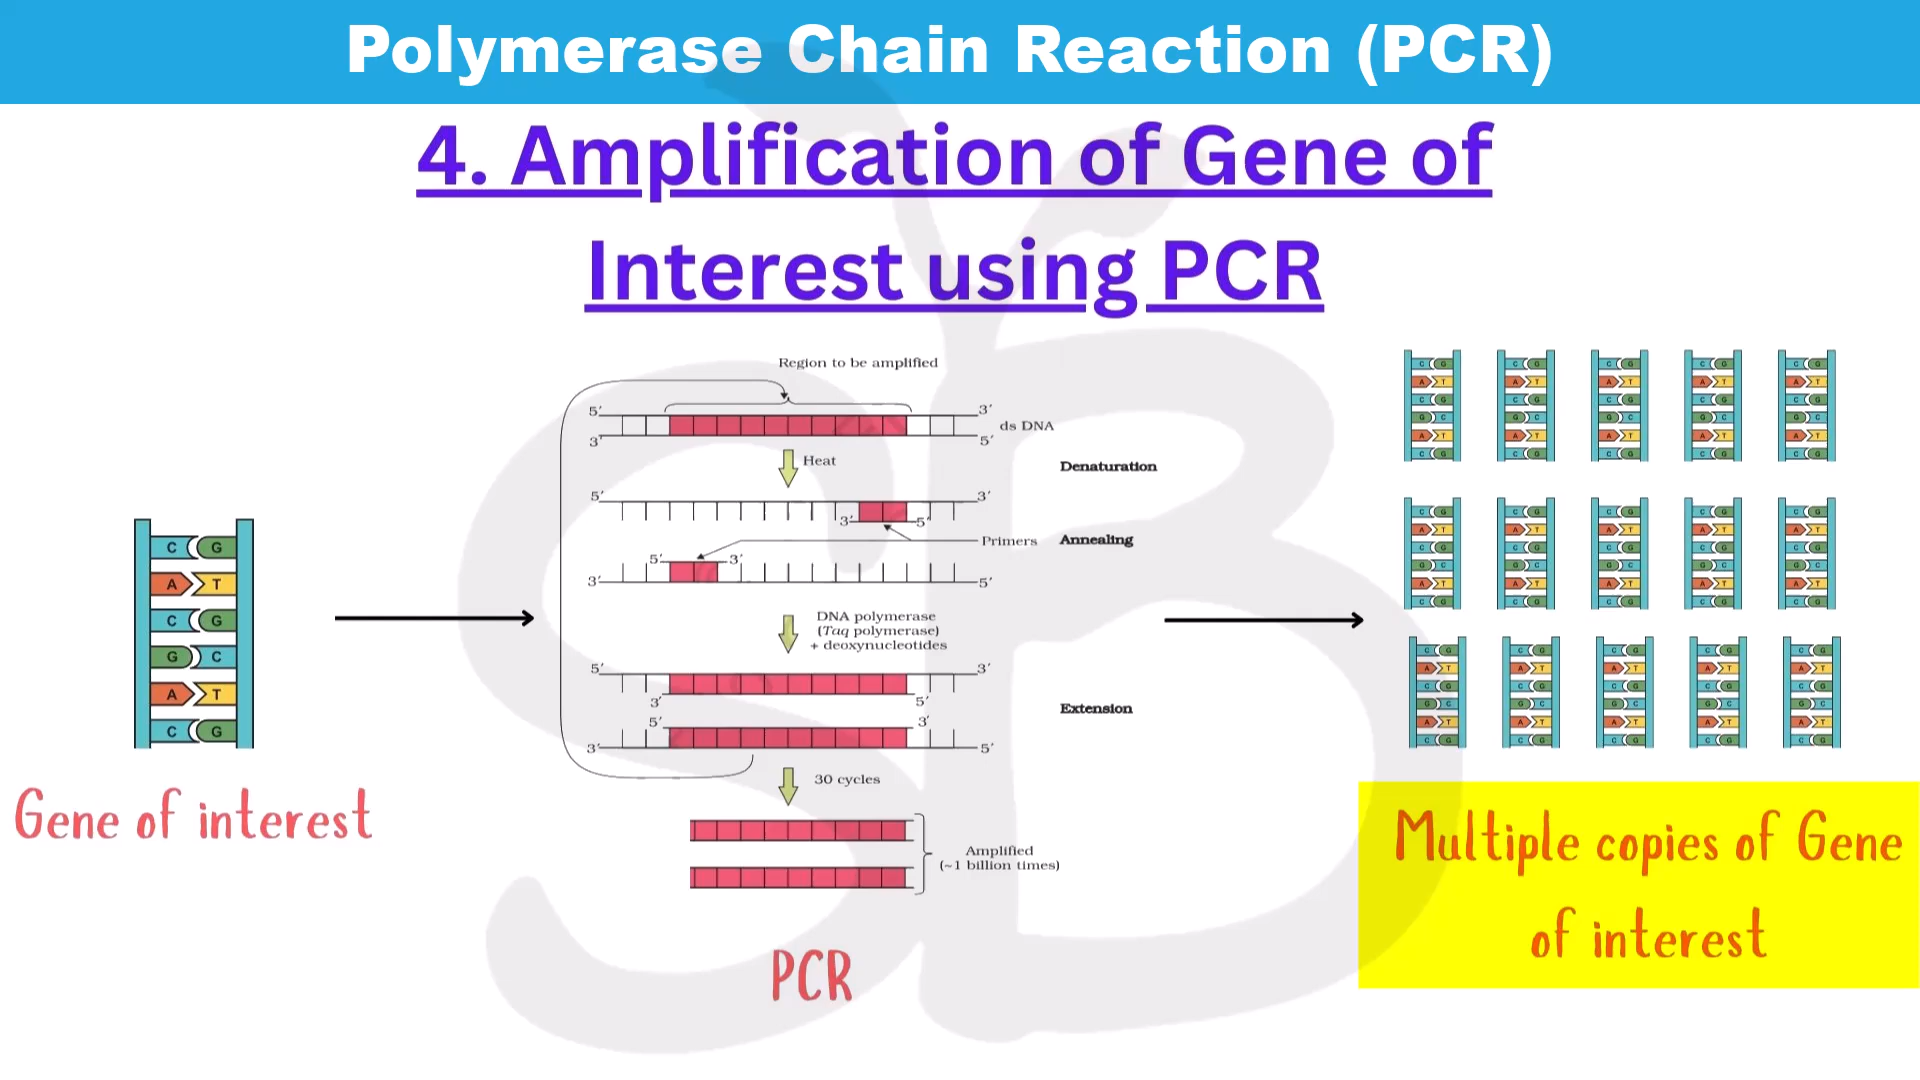 Polymerase Chain Reaction (PCR)
4. Amplification of Gene of
Interest using PCR
Region to be amplified
5′ 3′
ds DNA
3′ 5′
Heat
Denaturation
5′ 3′
3′ 5′
Primers Annealing
5′ 3′
3′ 5′
DNA polymerase
(Taq polymerase)
+ deoxynucleotides
5′ 3′
3′ 5′
Extension
5′ 3′
3′ 5′
30 cycles
Amplified
(~1 billion times)
PCR
C G
A T
C G
G C
A T
C G
Gene of interest
C G C G C G C G C G
A T A T A T A T A T
C G C G C G C G C G
G C G C G C G C G C
A T A T A T A T A T
C G C G C G C G C G
C G C G C G C G C G
A T A T A T A T A T
C G C G C G C G C G
G C G C G C G C G C
A T A T A T A T A T
C G C G C G C G C G
C G C G C G C G C G
A T A T A T A T A T
C G C G C G C G C G
G C G C G C G C G C
A T A T A T A T A T
C G C G C G C G C G
Multiple copies of Gene
of interest
SB